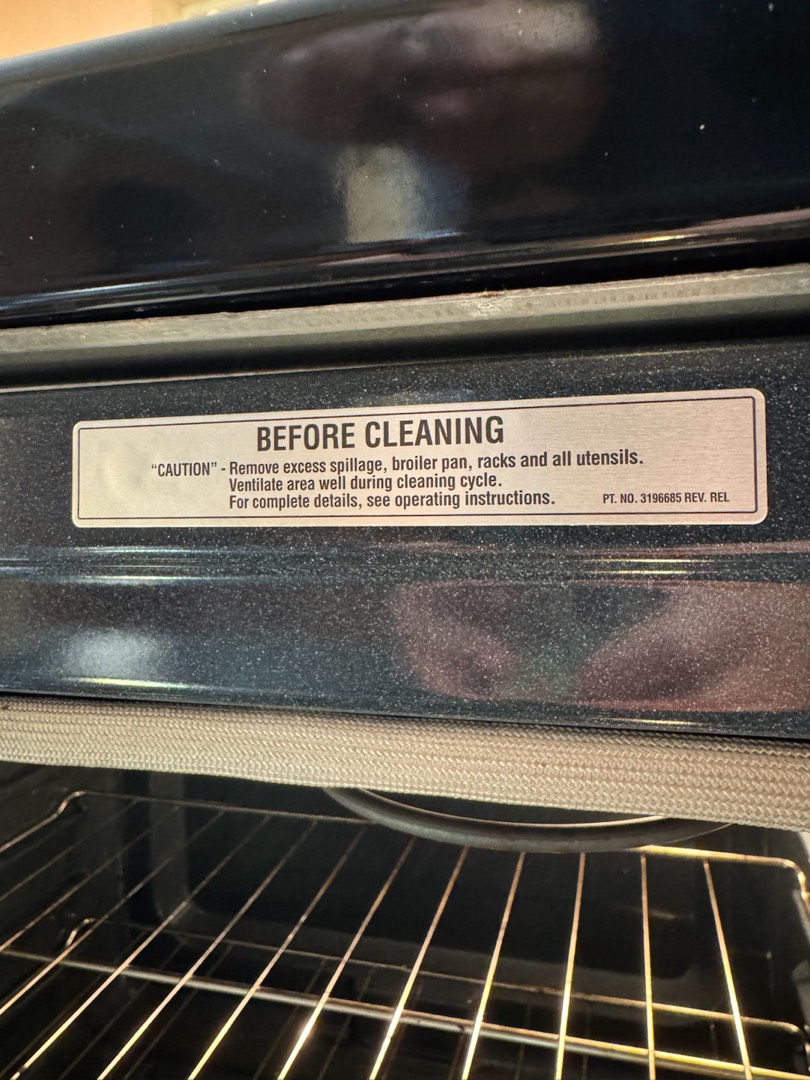 BEFORE CLEANING
“CAUTION” - Remove excess spillage, broiler pan, racks and all utensils.
Ventilate area well during cleaning cycle.
For complete details, see operating instructions. PT. NO. 3196685 REV. REL